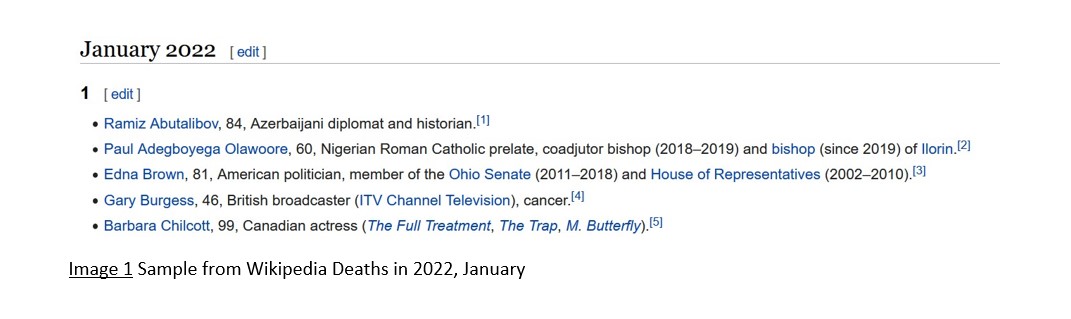 January 2022 [ edit ]
1 [ edit ]
• Ramiz Abutalibov, 84, Azerbaijani diplomat and historian.[1]
• Paul Adegboyega Olawoore, 60, Nigerian Roman Catholic prelate, coadjutor bishop (2018–2019) and bishop (since 2019) of Ilorin.[2]
• Edna Brown, 81, American politician, member of the Ohio Senate (2011–2018) and House of Representatives (2002–2010).[3]
• Gary Burgess, 46, British broadcaster (ITV Channel Television), cancer.[4]
• Barbara Chilcott, 99, Canadian actress (The Full Treatment, The Trap, M. Butterfly).[5]
Image 1 Sample from Wikipedia Deaths in 2022, January